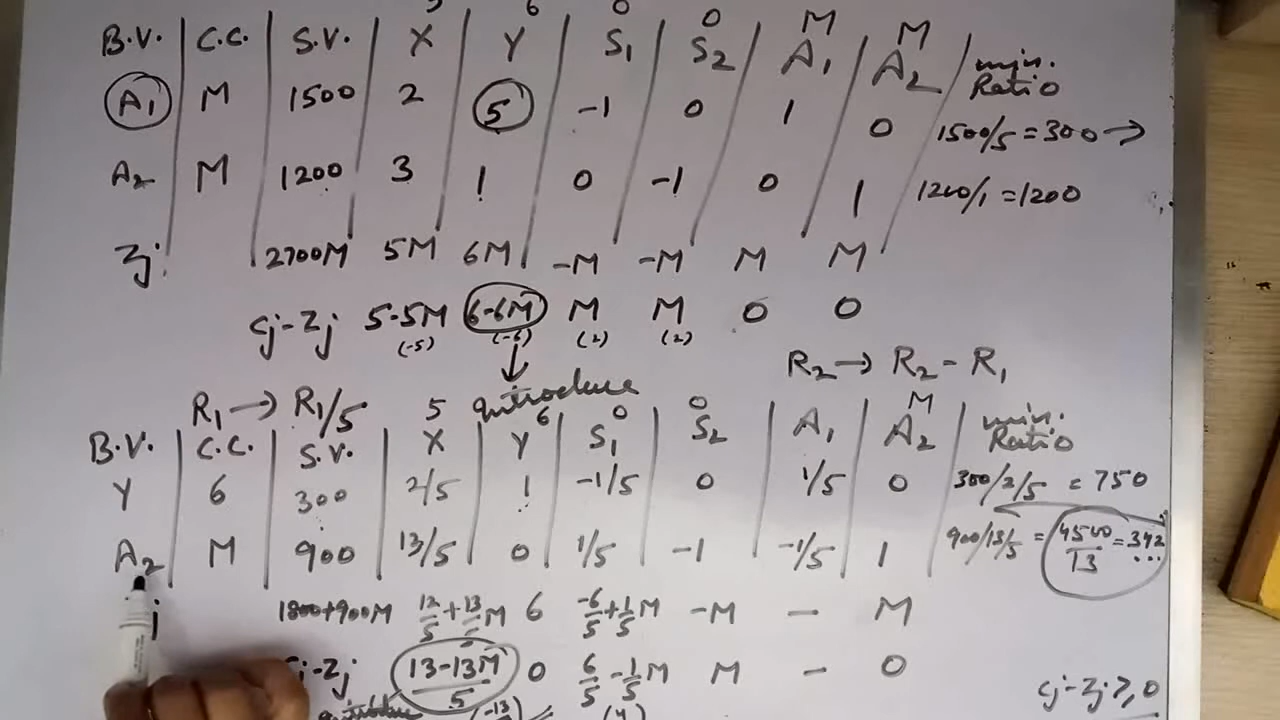 5 6 0 0 M M
B.V. C.C. S.V. X Y S1 S2 A1 A2 min. Ratio
A1 M 1500 2 5 -1 0 1 0 1500/5 = 300 →
A2 M 1200 3 1 0 -1 0 1 1200/1 = 1200
Zj 2700M 5M 6M -M -M M M
Cj-Zj 5-5M 6-6M M M 0 0
(-5) (-6) (2) (2)
↓ introduce
R2 → R2 - R1
R1 → R1/5
5 6 0 0 M
B.V. C.C. S.V. X Y S1 S2 A1 A2 min. Ratio
Y 6 300 2/5 1 -1/5 0 1/5 0 300/2/5 = 750
A2 M 900 13/5 0 1/5 -1 -1/5 1 900/13/5 = 4500/13 = 342...
j 1800+900M 12/5+13/5M 6 -6/5+1/5M -M - M
Cj-Zj 13-13M/5 0 6/5-1/5M M - 0
introduce
Cj-Zj ≥ 0